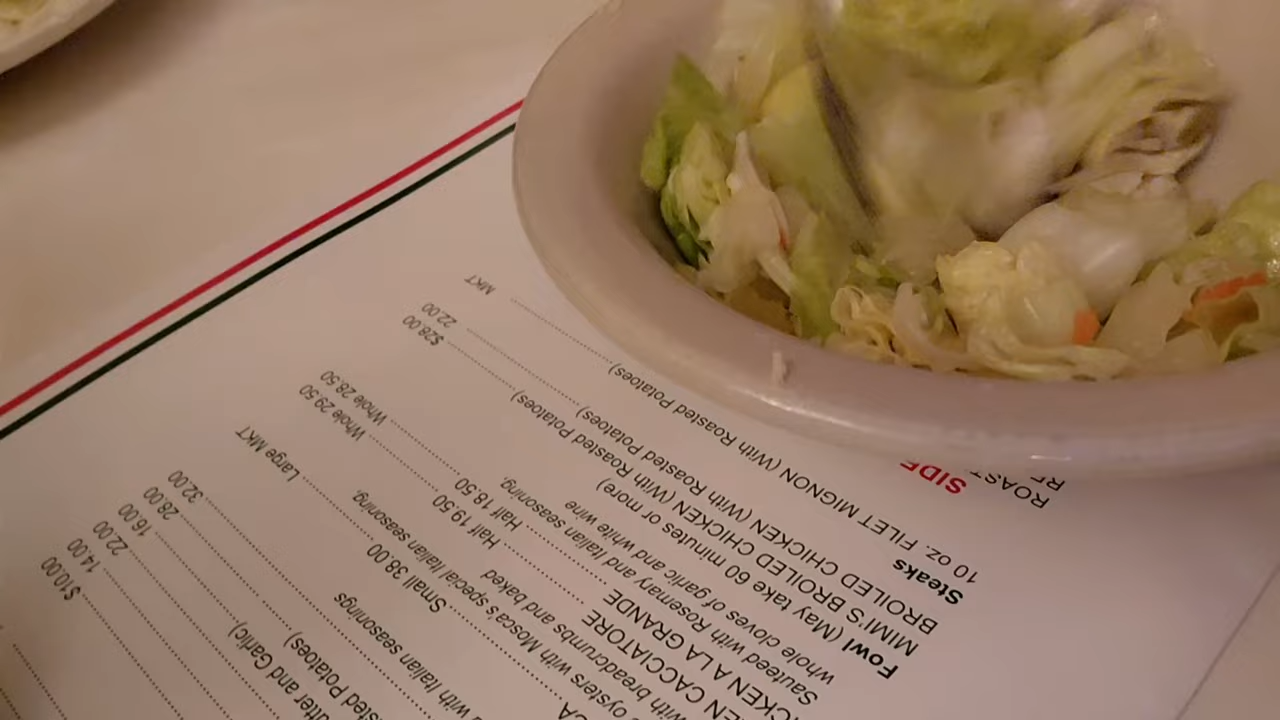 $10.00
14.00
22.00
16.00
and Garlic)
28.00
Potatoes)
32.00
with Italian seasonings
Small 38.00 Large MKT
oysters with Mosca's special Italian seasoning,
with breadcrumbs and baked
CACCIATORE Half 19.50 Whole 29.50
A LA GRANDE Half 18.50 Whole 28.50
Sauteed with Rosemary and Italian seasoning,
whole cloves of garlic and white wine
Fowl (May take 60 minutes or more)
MIMI'S BROILED CHICKEN (With Roasted Potatoes) $28.00
BROILED CHICKEN (With Roasted Potatoes) 22.00
Steaks
10 oz. FILET MIGNON (With Roasted Potatoes) MKT
SIDE
ROAST